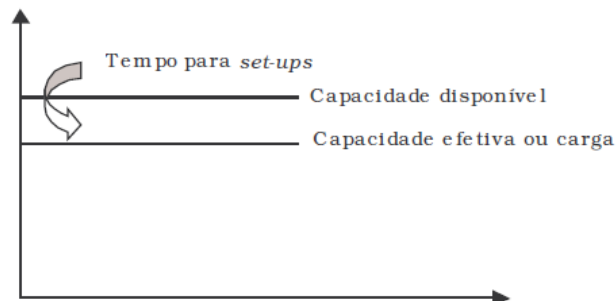 Tempo para set-ups
Capacidade disponível
Capacidade efetiva ou carga